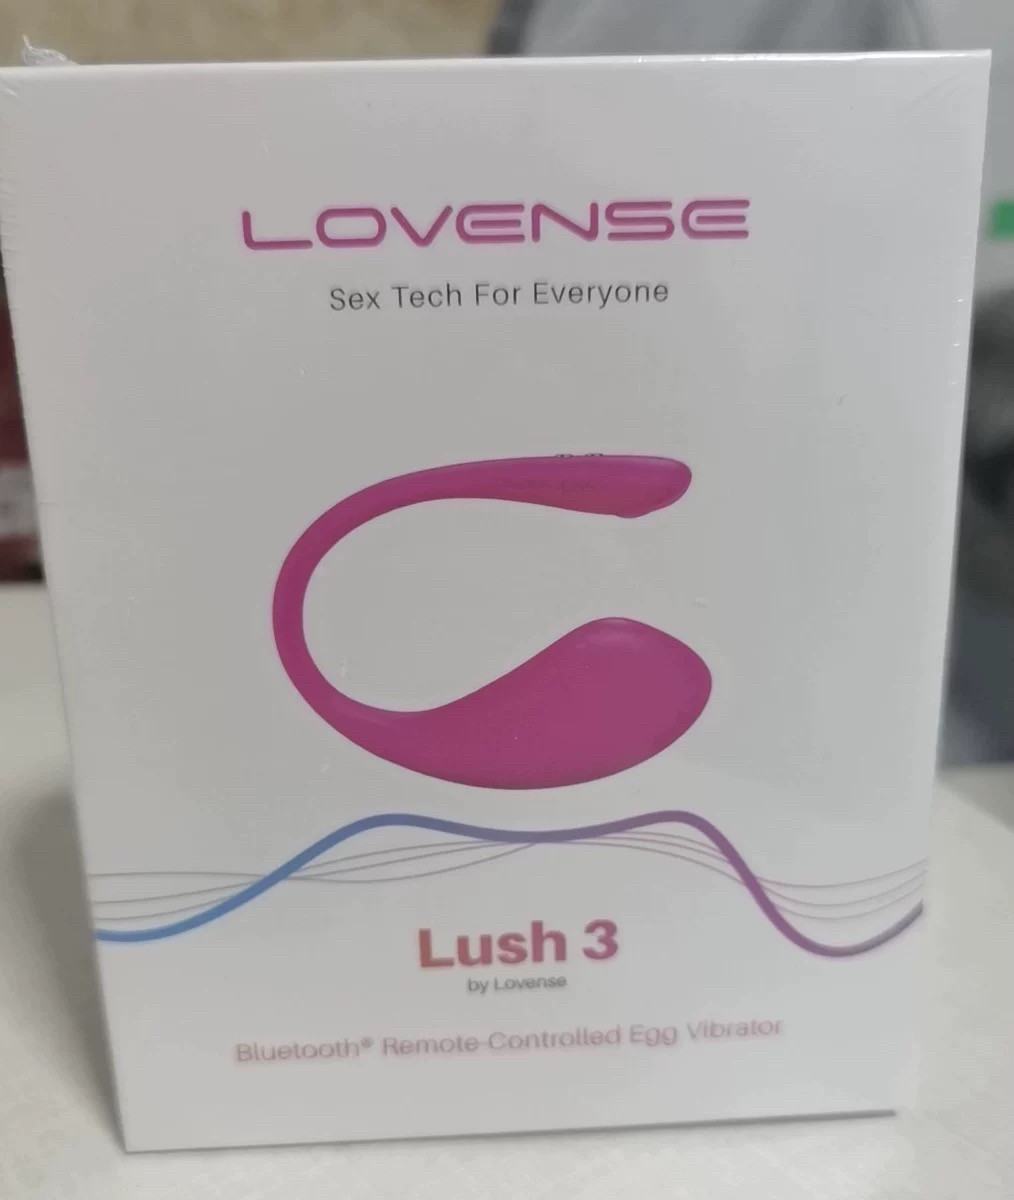 LOVENSE
Sex Tech For Everyone
Lush 3
by Lovense
Bluetooth® Remote-Controlled Egg Vibrator